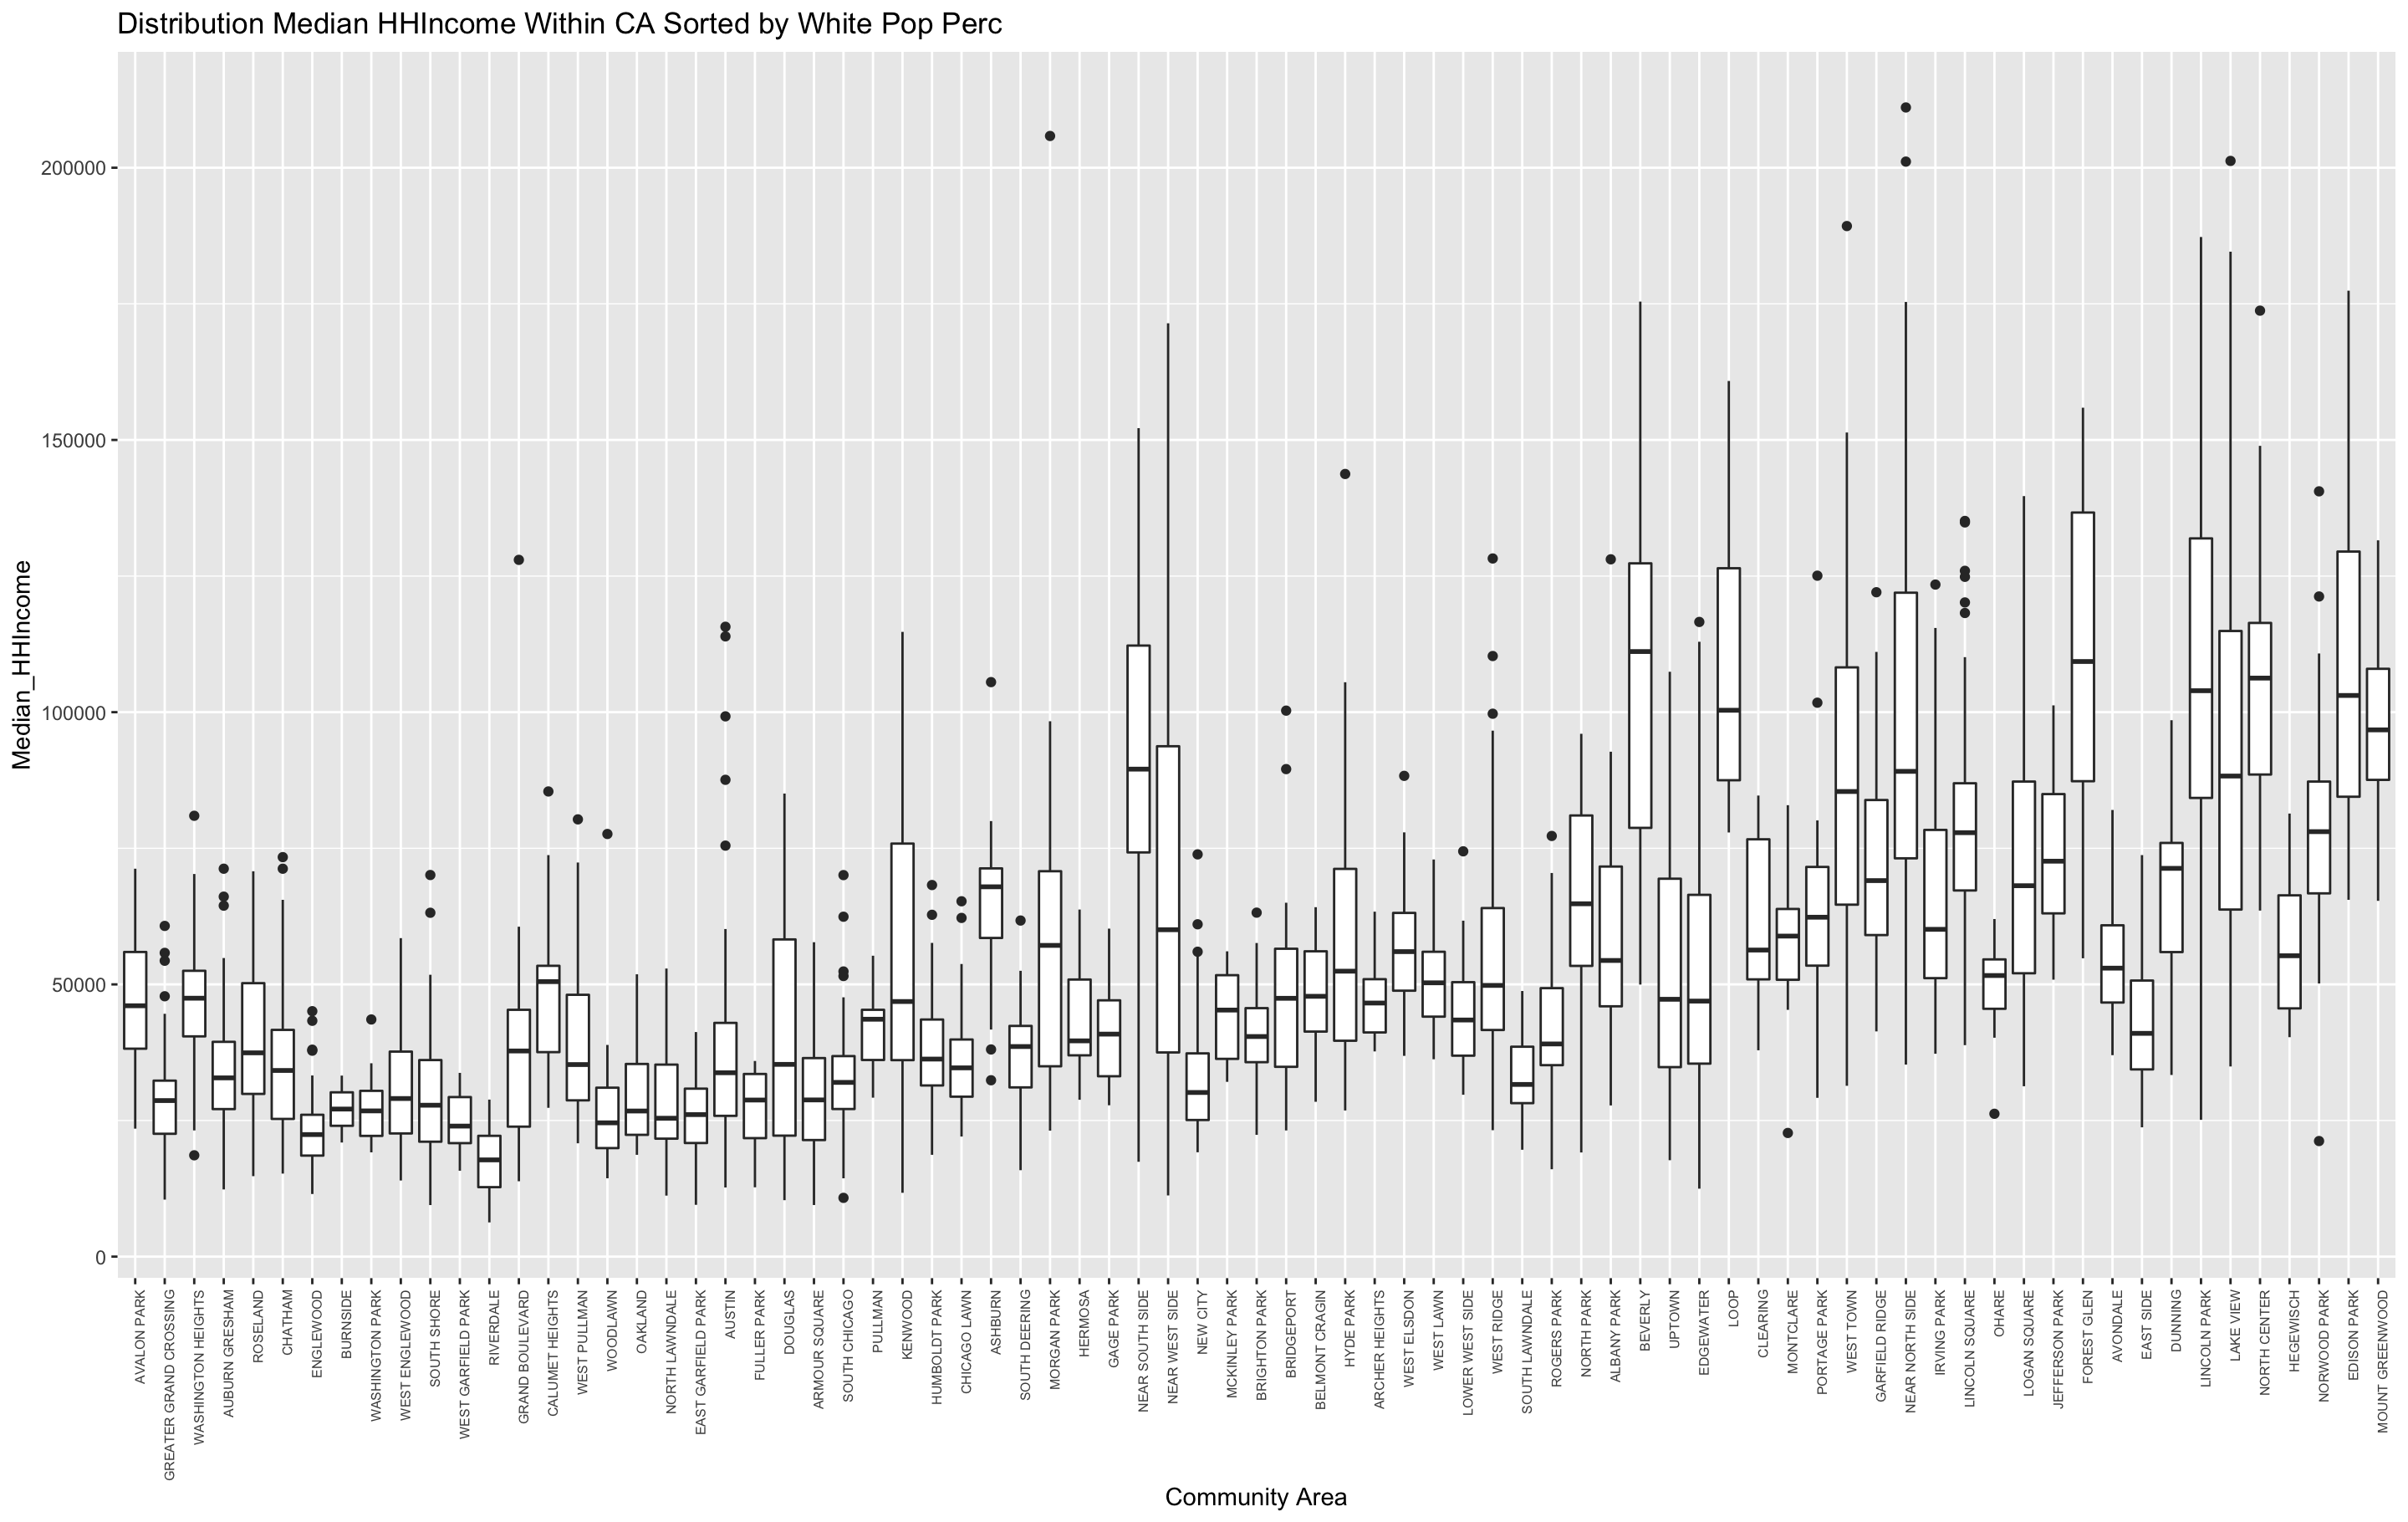 Distribution Median HHIncome Within CA Sorted by White Pop Perc
Median_HHIncome
200000
150000
100000
50000
0
AVALON PARK
GREATER GRAND CROSSING
WASHINGTON HEIGHTS
AUBURN GRESHAM
ROSELAND
CHATHAM
ENGLEWOOD
BURNSIDE
WASHINGTON PARK
WEST ENGLEWOOD
SOUTH SHORE
WEST GARFIELD PARK
RIVERDALE
GRAND BOULEVARD
CALUMET HEIGHTS
WEST PULLMAN
WOODLAWN
OAKLAND
NORTH LAWNDALE
EAST GARFIELD PARK
AUSTIN
FULLER PARK
DOUGLAS
ARMOUR SQUARE
SOUTH CHICAGO
PULLMAN
KENWOOD
HUMBOLDT PARK
CHICAGO LAWN
ASHBURN
SOUTH DEERING
MORGAN PARK
HERMOSA
GAGE PARK
NEAR SOUTH SIDE
NEAR WEST SIDE
NEW CITY
MCKINLEY PARK
BRIGHTON PARK
BRIDGEPORT
BELMONT CRAGIN
HYDE PARK
ARCHER HEIGHTS
WEST ELSDON
WEST LAWN
LOWER WEST SIDE
WEST RIDGE
SOUTH LAWNDALE
ROGERS PARK
NORTH PARK
ALBANY PARK
BEVERLY
UPTOWN
EDGEWATER
LOOP
CLEARING
MONTCLARE
PORTAGE PARK
WEST TOWN
GARFIELD RIDGE
NEAR NORTH SIDE
IRVING PARK
LINCOLN SQUARE
OHARE
LOGAN SQUARE
JEFFERSON PARK
FOREST GLEN
AVONDALE
EAST SIDE
DUNNING
LINCOLN PARK
LAKE VIEW
NORTH CENTER
HEGEWISCH
NORWOOD PARK
EDISON PARK
MOUNT GREENWOOD
Community Area